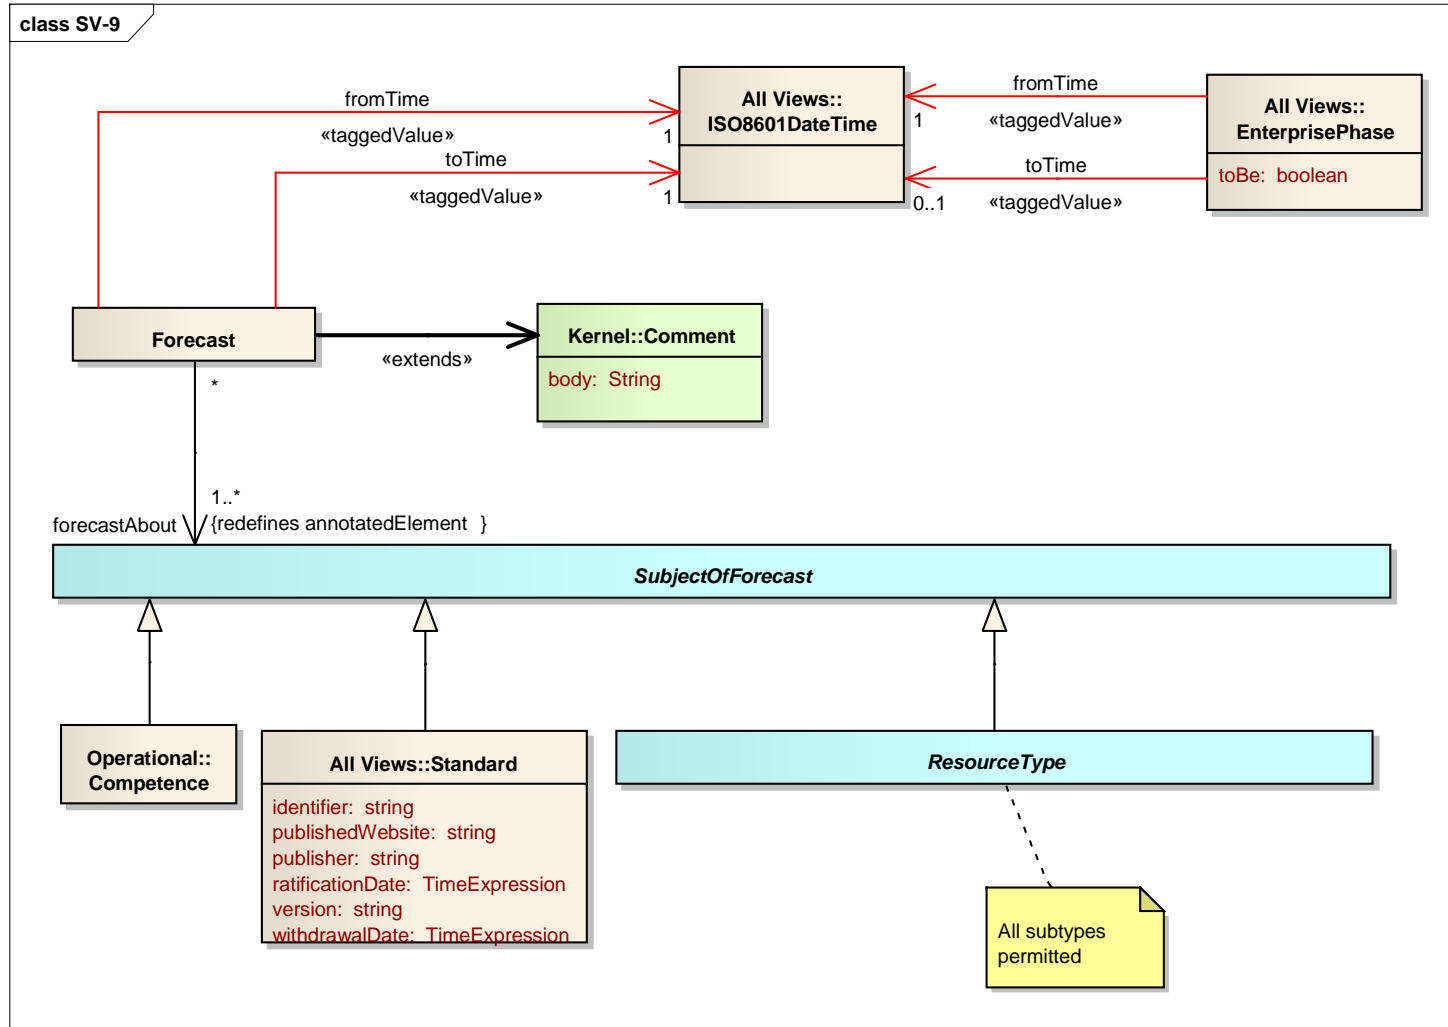 class SV-9
fromTime
«taggedValue»
1
toTime
«taggedValue»
1
All Views::
ISO8601DateTime
fromTime
1
«taggedValue»
toTime
0..1
«taggedValue»
All Views::
EnterprisePhase
toBe: boolean
Forecast
«extends»
Kernel::Comment
body: String
*
1..*
forecastAbout
{redefines annotatedElement }
SubjectOfForecast
Operational::
Competence
All Views::Standard
identifier: string
publishedWebsite: string
publisher: string
ratificationDate: TimeExpression
version: string
withdrawalDate: TimeExpression
ResourceType
All subtypes
permitted